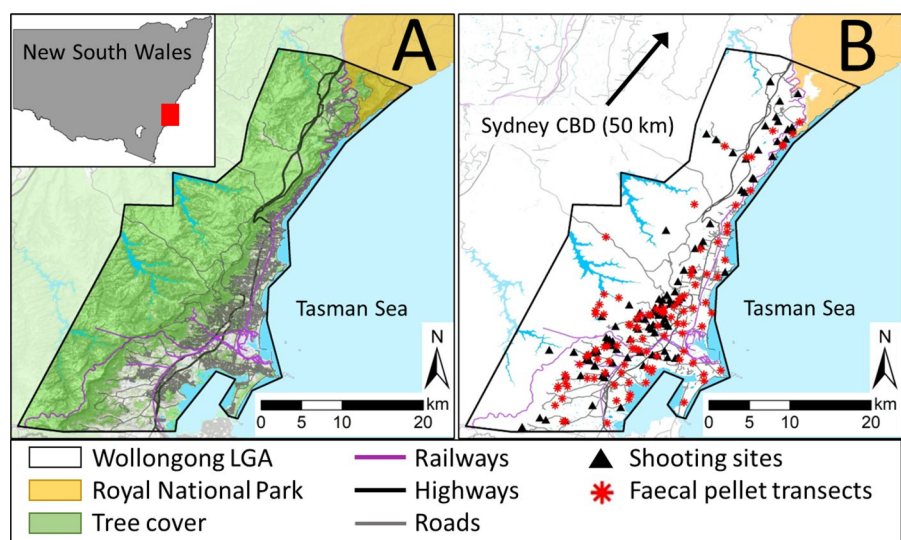 New South Wales
A
Tasman Sea
N
0 5 10 20
km
B
Sydney CBD (50 km)
Tasman Sea
N
0 5 10 20
km
Wollongong LGA
Royal National Park
Tree cover
Railways
Highways
Roads
Shooting sites
Faecal pellet transects